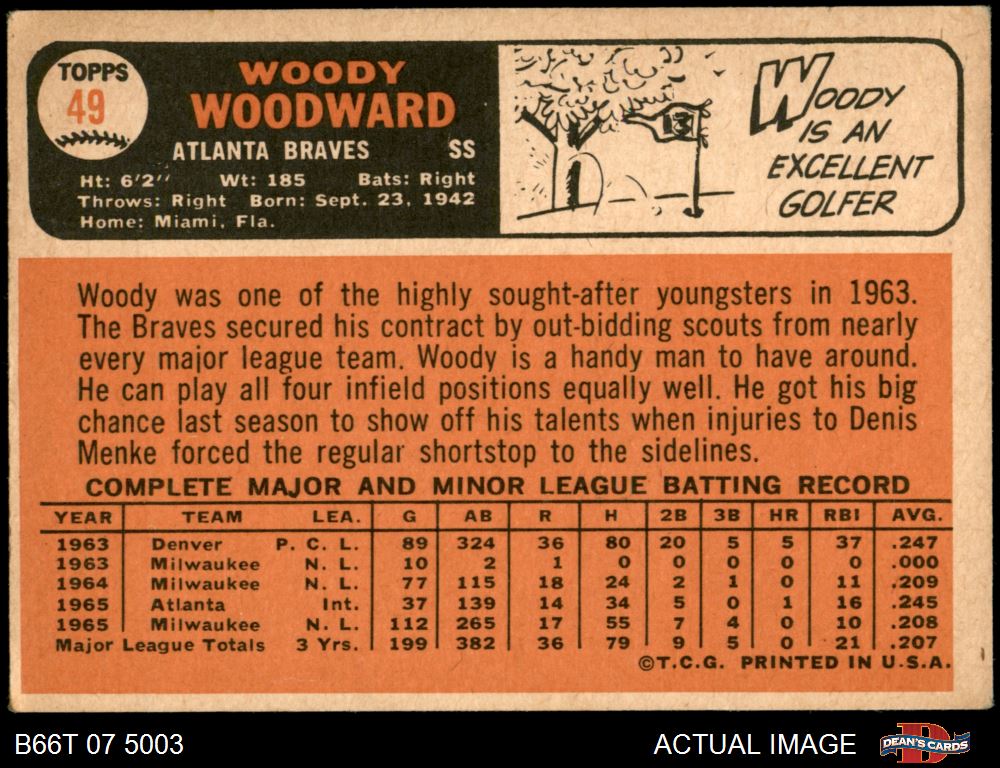 TOPPS
49
WOODY
WOODWARD
ATLANTA BRAVES SS
Ht: 6'2" Wt: 185 Bats: Right
Throws: Right Born: Sept. 23, 1942
Home: Miami, Fla.
13
WOODY
IS AN
EXCELLENT
GOLFER
Woody was one of the highly sought-after youngsters in 1963.
The Braves secured his contract by out-bidding scouts from nearly
every major league team. Woody is a handy man to have around.
He can play all four infield positions equally well. He got his big
chance last season to show off his talents when injuries to Denis
Menke forced the regular shortstop to the sidelines.
COMPLETE MAJOR AND MINOR LEAGUE BATTING RECORD
YEAR TEAM LEA. G AB R H 2B 3B HR RBI AVG.
1963 Denver P. C. L. 89 324 36 80 20 5 5 37 .247
1963 Milwaukee N. L. 10 2 1 0 0 0 0 0 .000
1964 Milwaukee N. L. 77 115 18 24 2 1 0 11 .209
1965 Atlanta Int. 37 139 14 34 5 0 1 16 .245
1965 Milwaukee N. L. 112 265 17 55 7 4 0 10 .208
Major League Totals 3 Yrs. 199 382 36 79 9 5 0 21 .207
©T.C.G. PRINTED IN U.S.A.
B66T 07 5003
ACTUAL IMAGE
DEAN'S CARDS